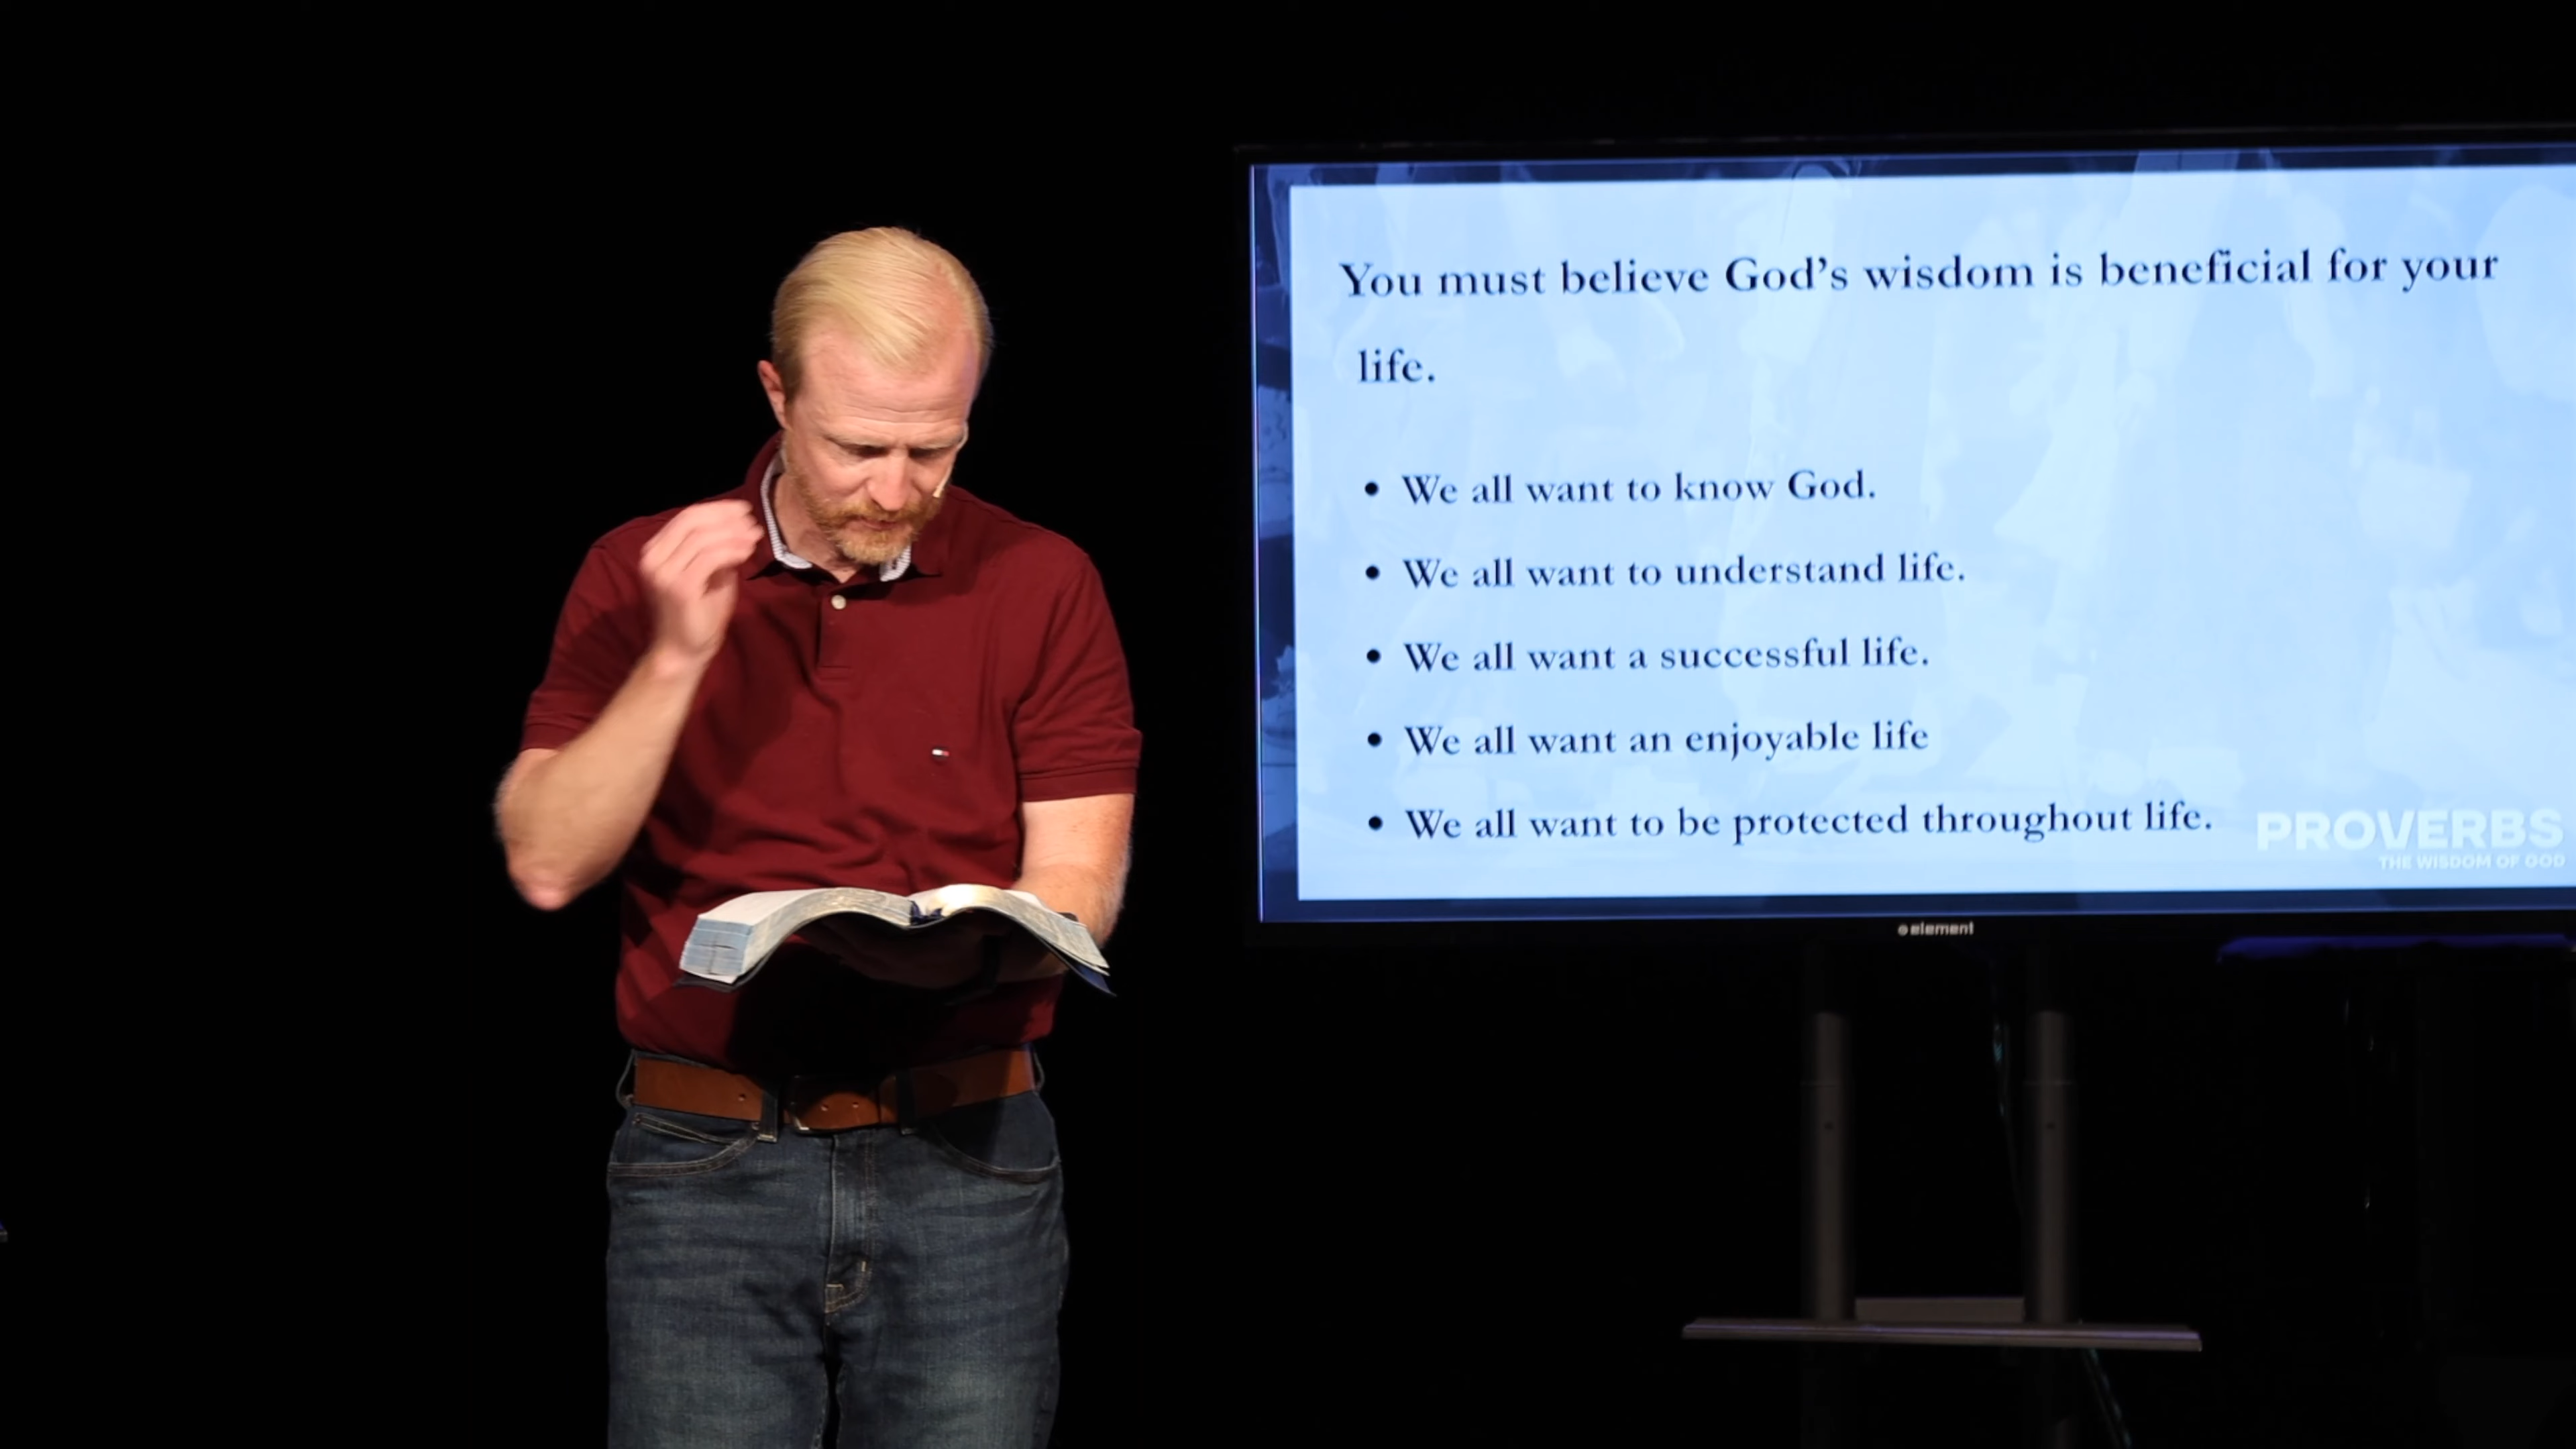 You must believe God's wisdom is beneficial for your
life.
• We all want to know God.
• We all want to understand life.
• We all want a successful life.
• We all want an enjoyable life
• We all want to be protected throughout life.
PROVERBS
THE WISDOM OF GOD
element